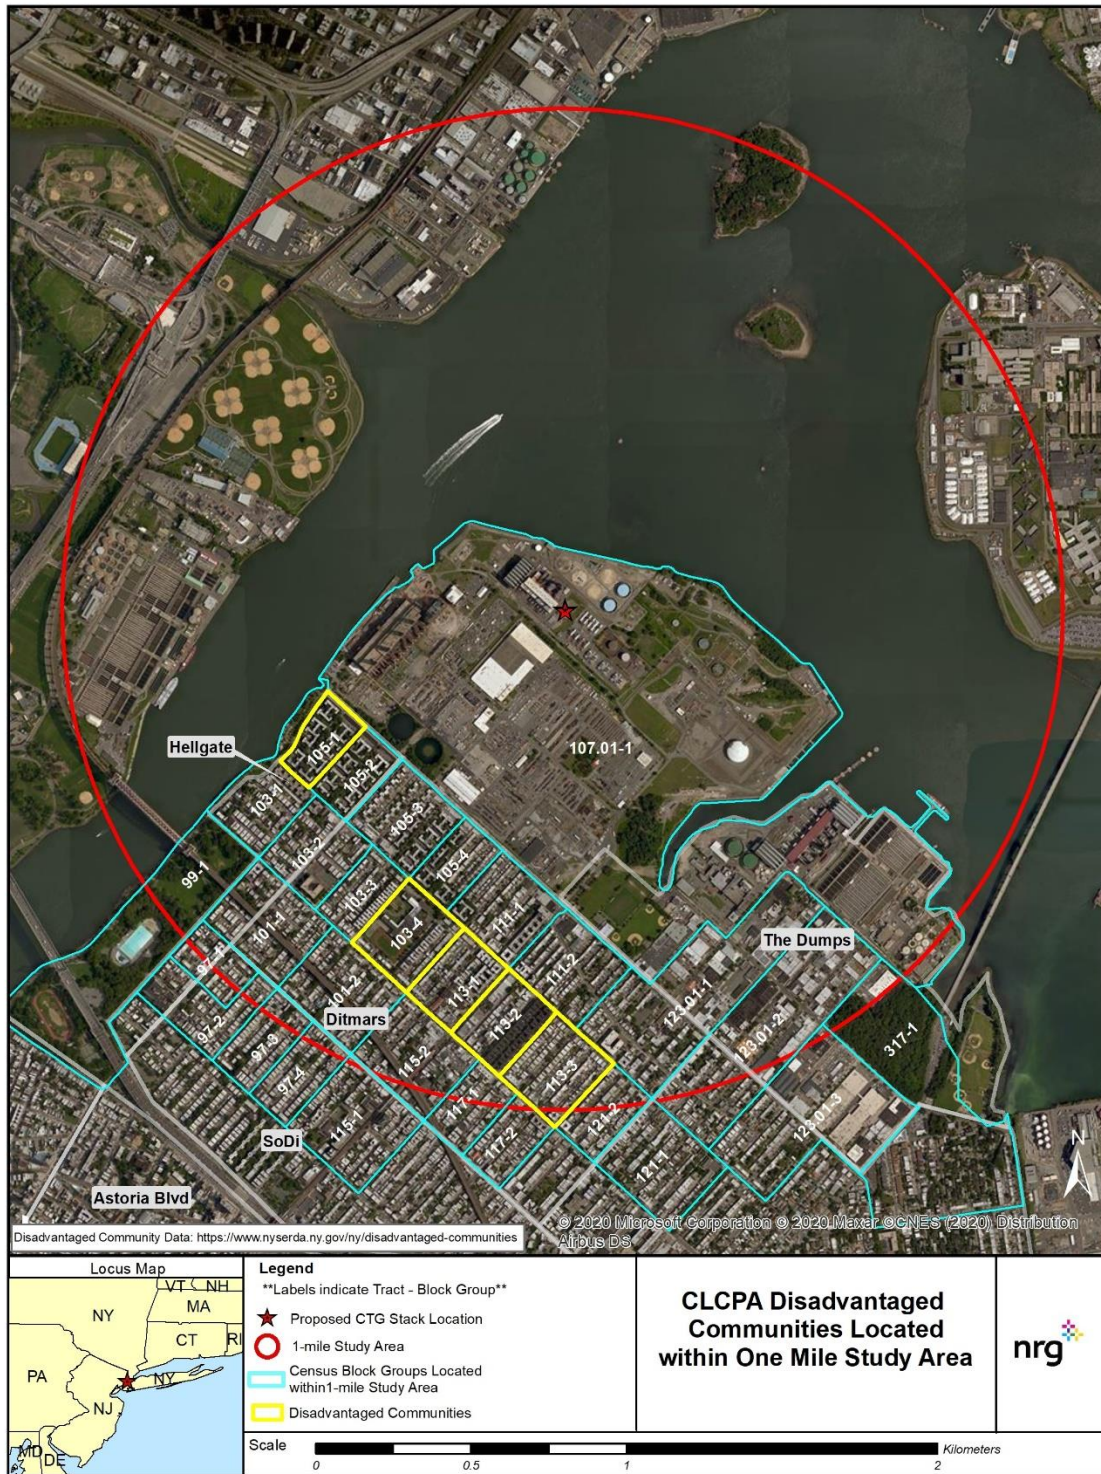 107.01-1
Hellgate
105-1
105-2
103-1
105-3
103-2
99-1
105-4
103-3
103-4
111-1
101-1
The Dumps
97-1
111-2
113-1
101-2
123.01-1
Ditmars
113-2
97-2
123.01-2
317-1
97-3
115-2
113-3
97-4
117-1
123.01-3
121-2
115-1
SoDi
117-2
121-1
N
Astoria Blvd
© 2020 Microsoft Corporation © 2020 Maxar ©CNES (2020) Distribution
Airbus DS
Disadvantaged Community Data: https://www.nyserda.ny.gov/ny/disadvantaged-communities
Locus Map
VT NH
NY
MA
CT RI
PA
NY
NJ
MD
DE
Legend
**Labels indicate Tract - Block Group**
Proposed CTG Stack Location
1-mile Study Area
Census Block Groups Located
within1-mile Study Area
Disadvantaged Communities
CLCPA Disadvantaged
Communities Located
within One Mile Study Area
nrg
Scale
Kilometers
0 0.5 1 2